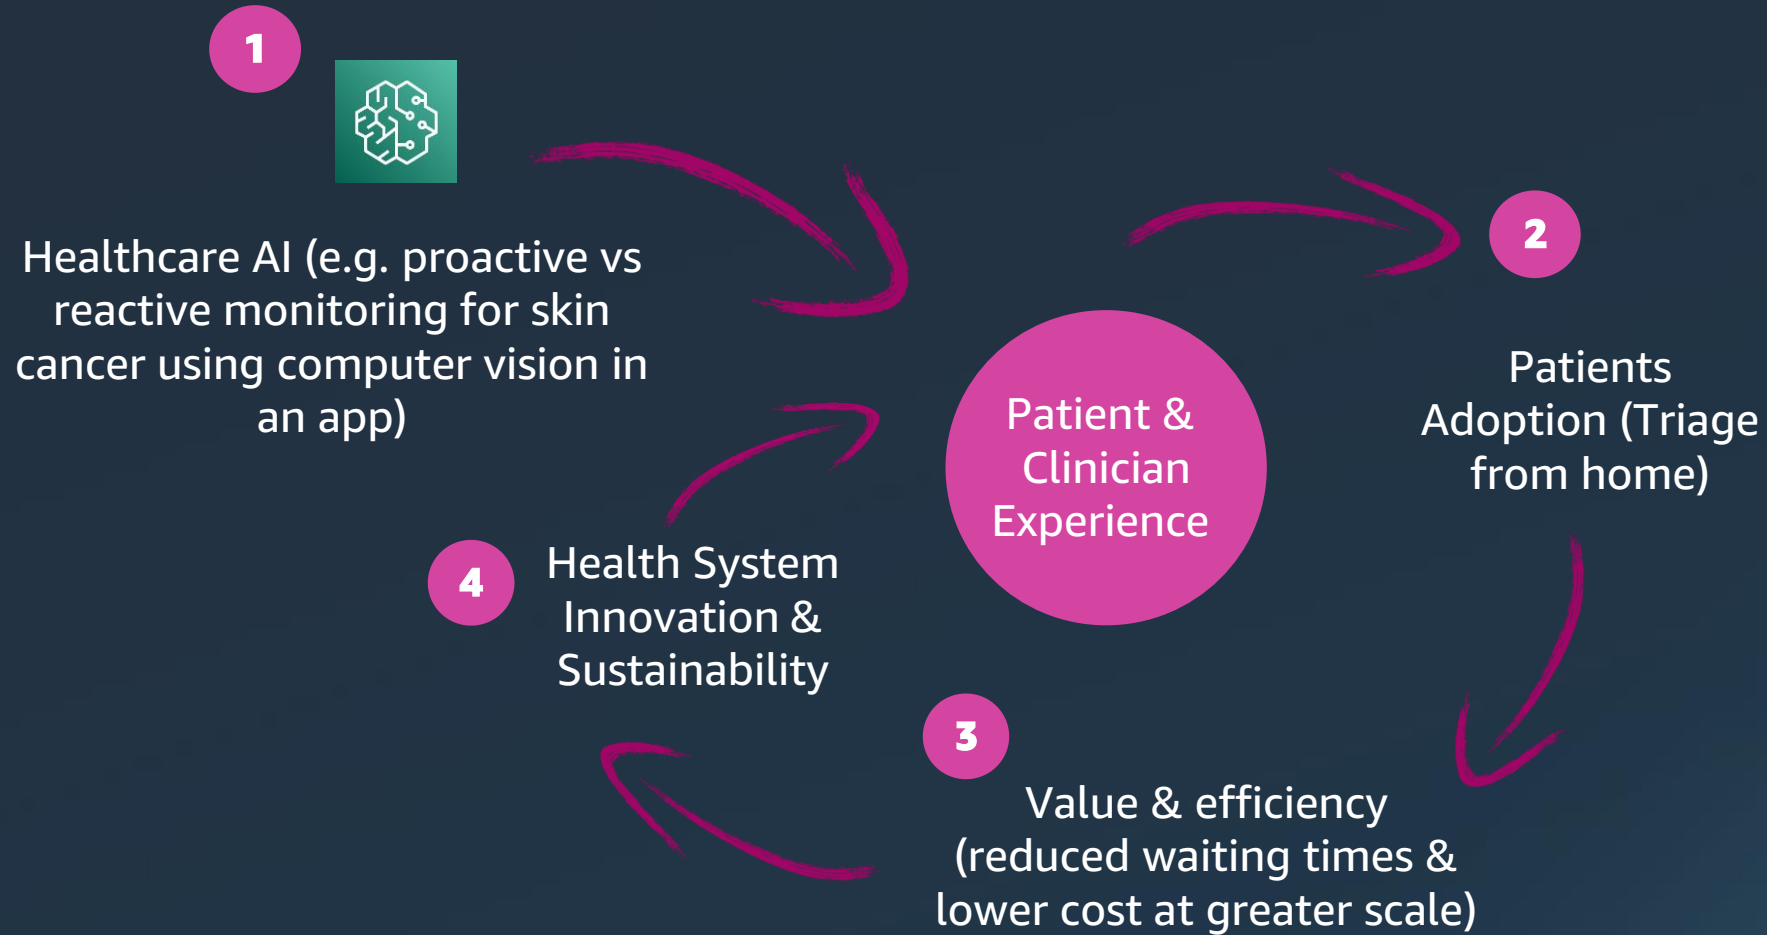 1
Healthcare AI (e.g. proactive vs
reactive monitoring for skin
cancer using computer vision in
an app)
2
Patients
Adoption (Triage
from home)
Patient &
Clinician
Experience
3
Value & efficiency
(reduced waiting times &
lower cost at greater scale)
4
Health System
Innovation &
Sustainability